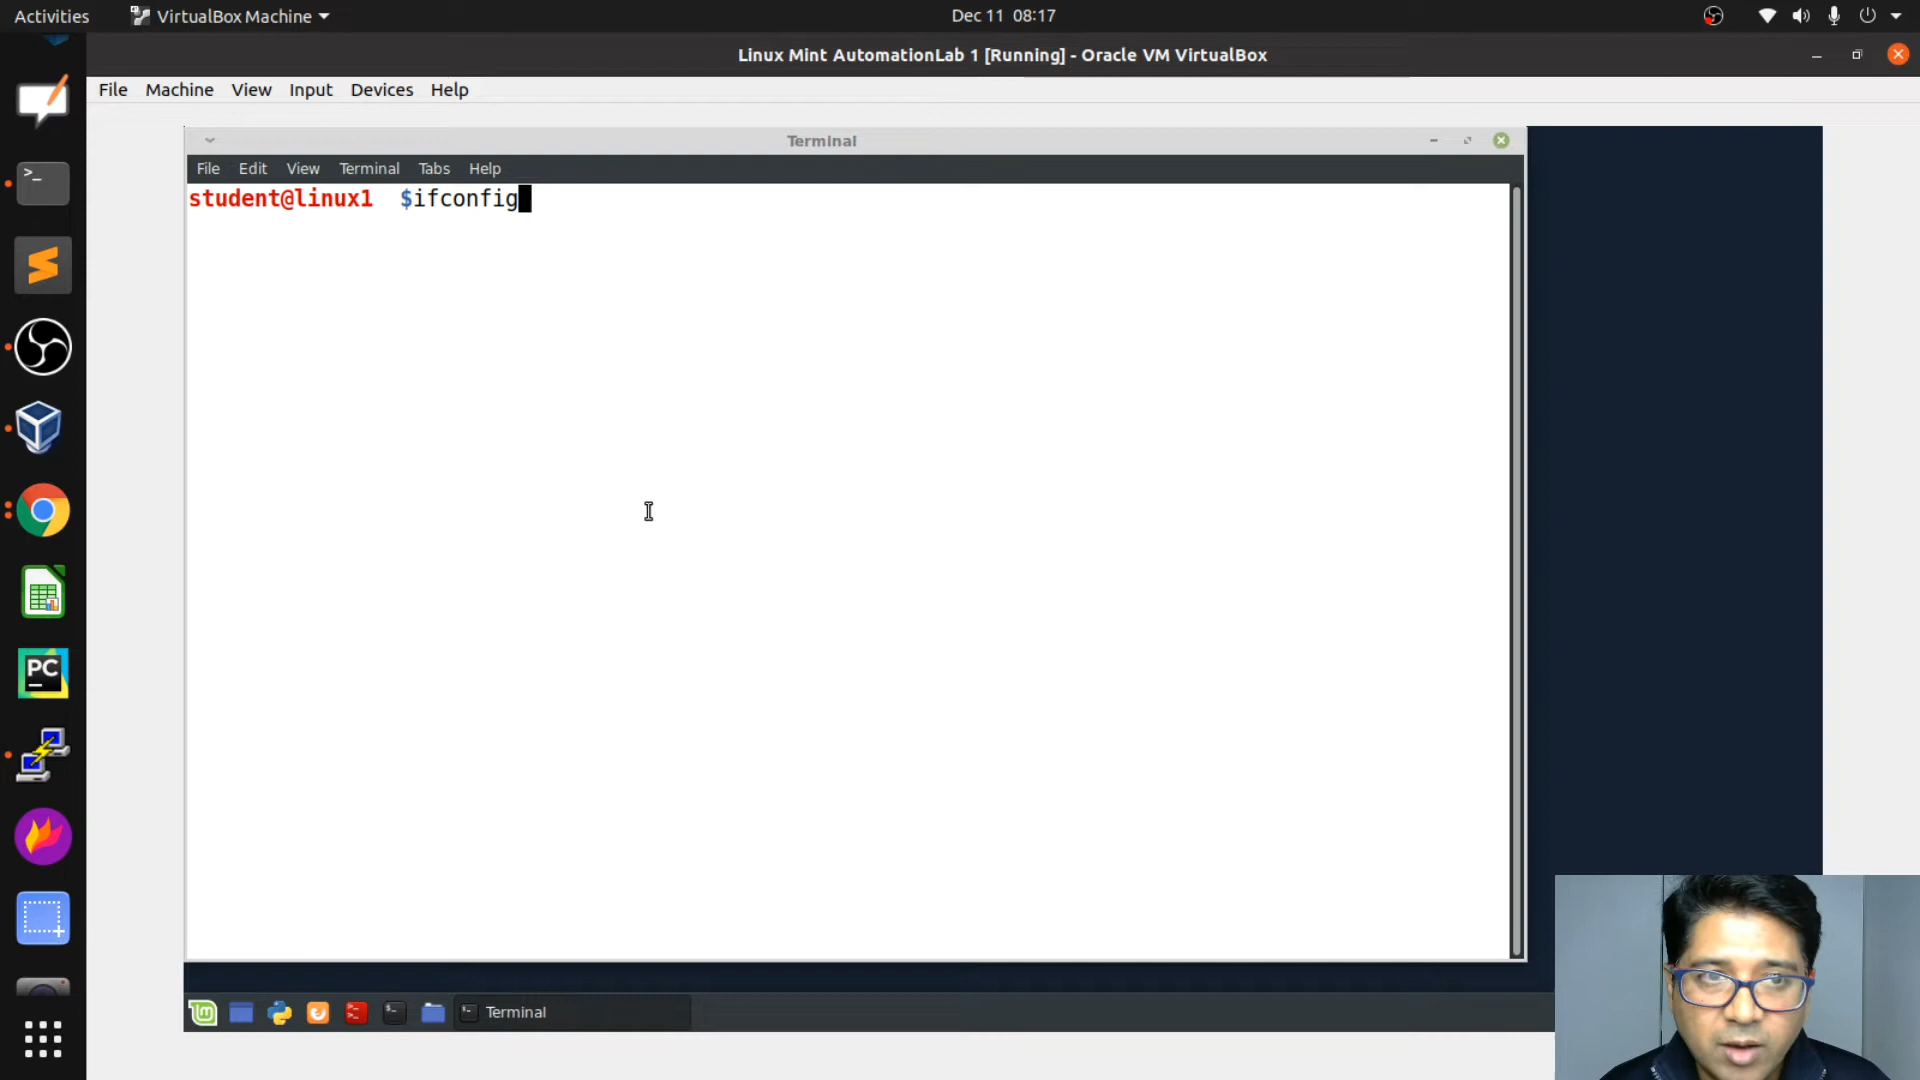 Activities
VirtualBox Machine
Dec 11 08:17
Linux Mint AutomationLab 1 [Running] - Oracle VM VirtualBox
File Machine View Input Devices Help
Terminal
File Edit View Terminal Tabs Help
student@linux1 $ifconfig
>_
PC
Terminal